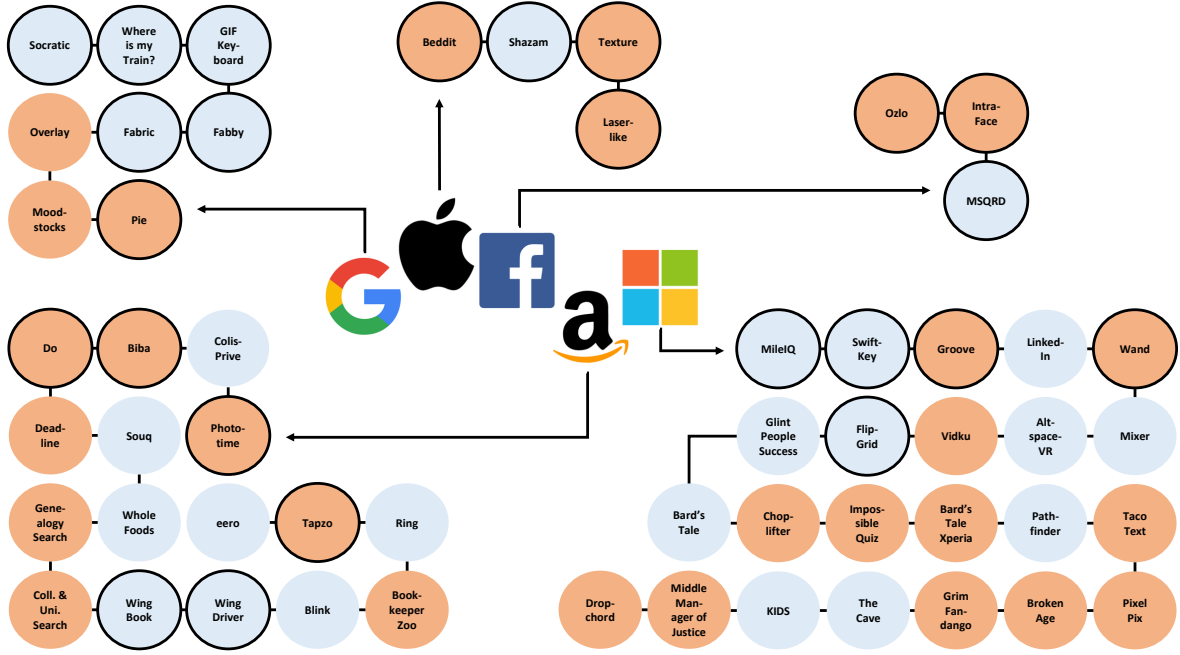 Socratic
Where
is my
Train?
GIF
Key-
board
Overlay
Fabric
Fabby
Mood-
stocks
Pie
Beddit
Shazam
Texture
Laser-
like
Ozlo
Intra-
Face
MSQRD
Do
Biba
Colis-
Prive
Dead-
line
Souq
Photo-
time
Gene-
alogy
Search
Whole
Foods
eero
Tapzo
Ring
Coll. &
Uni.
Search
Wing
Book
Wing
Driver
Blink
Book-
keeper
Zoo
MileIQ
Swift-
Key
Groove
Linked-
In
Wand
Glint
People
Success
Flip-
Grid
Vidku
Alt-
space-
VR
Mixer
Bard's
Tale
Chop-
lifter
Impos-
sible
Quiz
Bard's
Tale
Xperia
Path-
finder
Taco
Text
Drop-
chord
Middle
Man-
ager of
Justice
KIDS
The
Cave
Grim
Fan-
dango
Broken
Age
Pixel
Pix